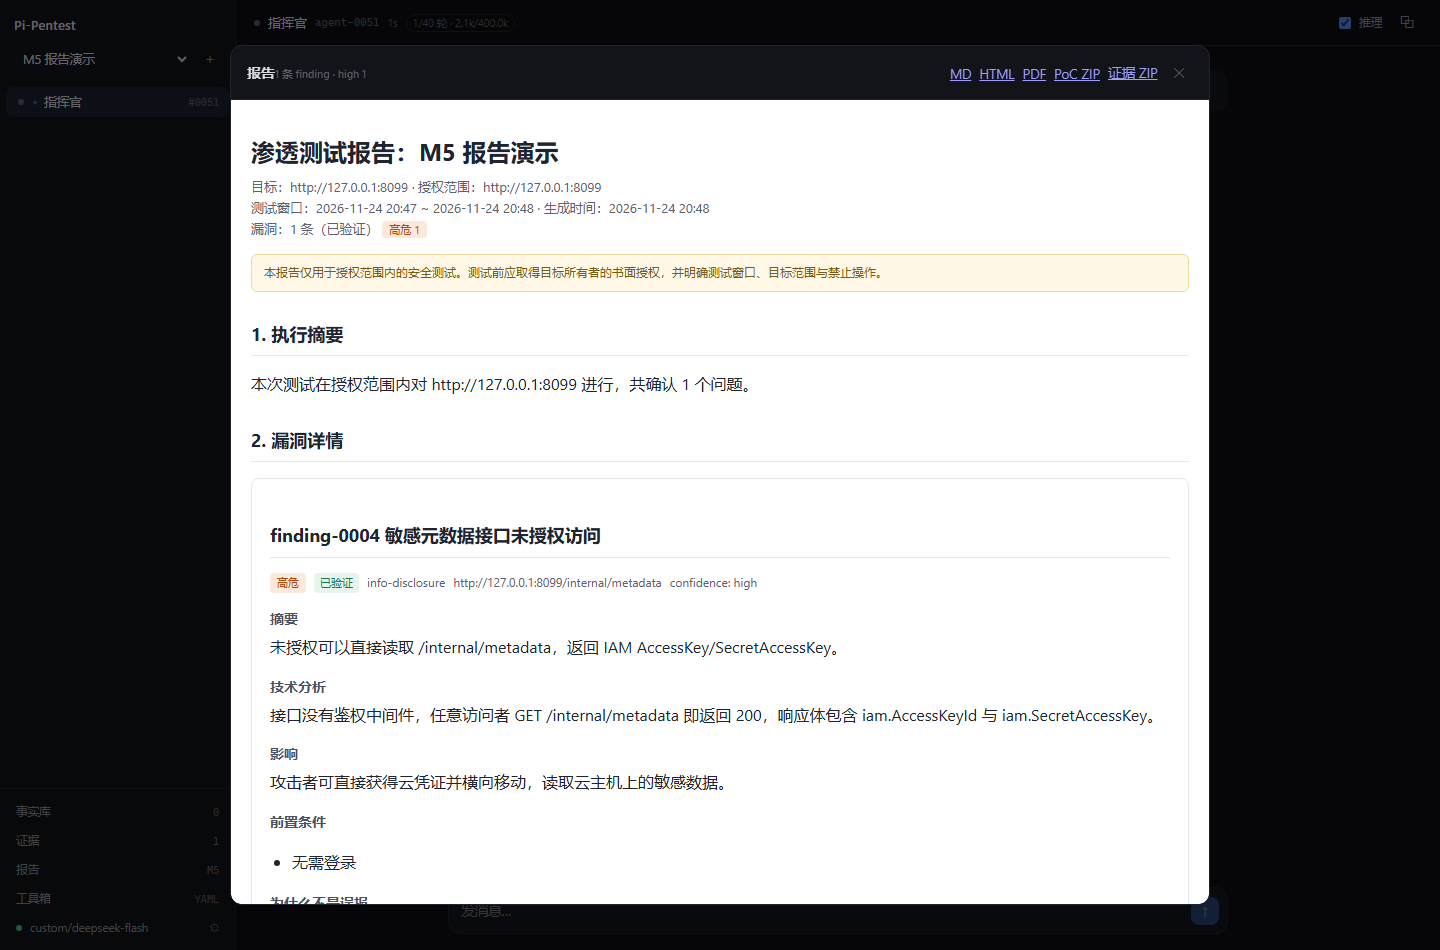 Pi-Pentest
M5 报告演示
+
指挥官 #0051
事实库 0
证据 1
报告 M5
工具箱 YAML
custom/deepseek-flash
指挥官 agent-0051 1s 1/40 轮 · 2.1k/400.0k
推理
报告 1 条 finding · high 1
MD HTML PDF PoC ZIP 证据 ZIP
渗透测试报告：M5 报告演示
目标：http://127.0.0.1:8099 · 授权范围：http://127.0.0.1:8099
测试窗口：2026-11-24 20:47 ~ 2026-11-24 20:48 · 生成时间：2026-11-24 20:48
漏洞：1 条（已验证） 高危 1
本报告仅用于授权范围内的安全测试。测试前应取得目标所有者的书面授权，并明确测试窗口、目标范围与禁止操作。
1. 执行摘要
本次测试在授权范围内对 http://127.0.0.1:8099 进行，共确认 1 个问题。
2. 漏洞详情
finding-0004 敏感元数据接口未授权访问
高危 已验证 info-disclosure http://127.0.0.1:8099/internal/metadata confidence: high
摘要
未授权可以直接读取 /internal/metadata，返回 IAM AccessKey/SecretAccessKey。
技术分析
接口没有鉴权中间件，任意访问者 GET /internal/metadata 即返回 200，响应体包含 iam.AccessKeyId 与 iam.SecretAccessKey。
影响
攻击者可直接获得云凭证并横向移动，读取云主机上的敏感数据。
前置条件
• 无需登录
为什么不是误报
发消息...